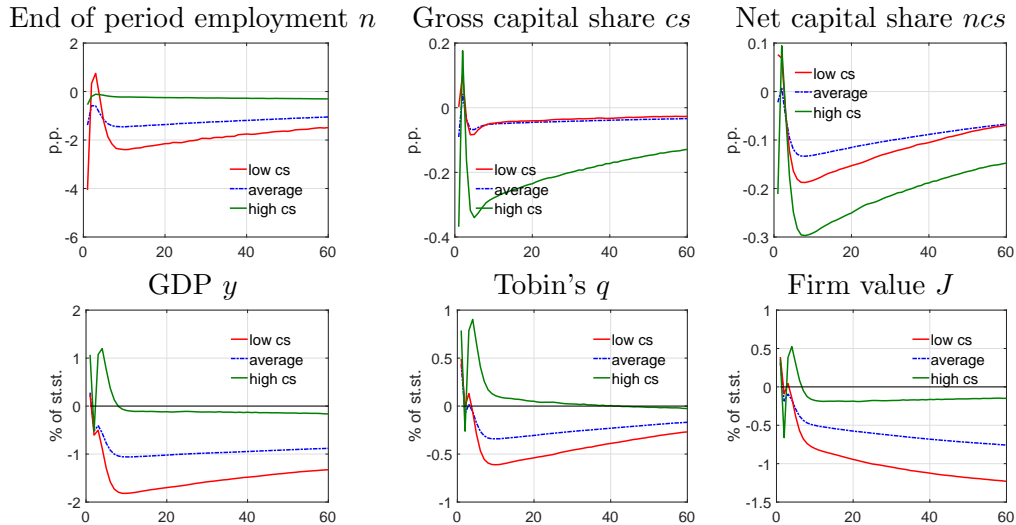 End of period employment n
Gross capital share cs
Net capital share ncs
p.p.
2
0
-2
-4
-6
0 20 40 60
low cs
average
high cs
p.p.
0.2
0
-0.2
-0.4
0 20 40 60
low cs
average
high cs
p.p.
0.1
0
-0.1
-0.2
-0.3
0 20 40 60
low cs
average
high cs
GDP y
Tobin's q
Firm value J
% of st.st.
2
1
0
-1
-2
0 20 40 60
low cs
average
high cs
% of st.st.
1
0.5
0
-0.5
-1
0 20 40 60
low cs
average
high cs
% of st.st.
1
0.5
0
-0.5
-1
-1.5
0 20 40 60
low cs
average
high cs